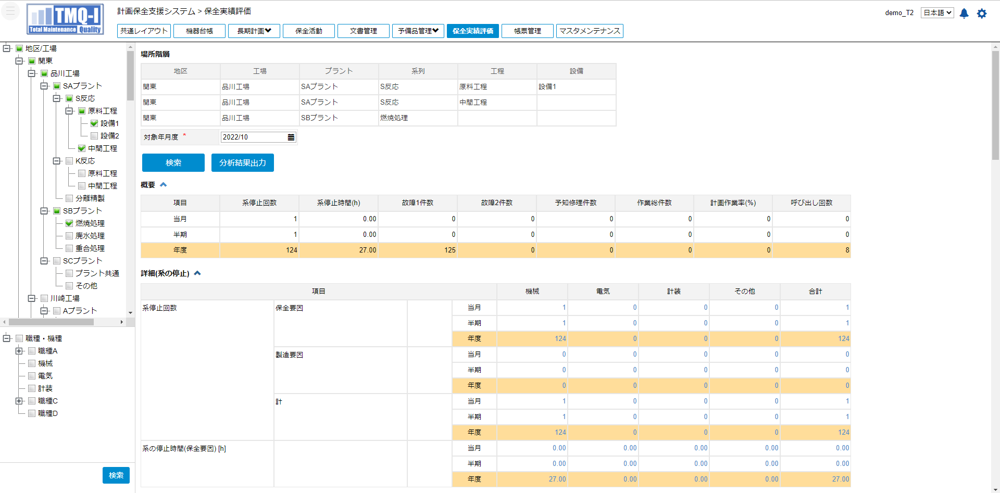 TMQ-I
Total Maintenance Quality
計画保全支援システム > 保全実績評価
demo_T2 日本語
共通レイアウト 機器台帳 長期計画 保全活動 文書管理 予備品管理 保全実績評価 帳票管理 マスタメンテナンス
地区/工場
関東
品川工場
SAプラント
S反応
原料工程
設備1
設備2
中間工程
K反応
原料工程
中間工程
分離精製
SBプラント
燃焼処理
廃水処理
重合処理
SCプラント
プラント共通
その他
川崎工場
Aプラント
職種・機種
職種A
機械
電気
計装
職種C
職種D
検索
場所階層
地区 工場 プラント 系列 工程 設備
関東 品川工場 SAプラント S反応 原料工程 設備1
関東 品川工場 SAプラント S反応 中間工程
関東 品川工場 SBプラント 燃焼処理
対象年月度 * 2022/10
検索 分析結果出力
概要
項目 系停止回数 系停止時間(h) 故障1件数 故障2件数 予知修理件数 作業総件数 計画作業率(%) 呼び出し回数
当月 1 0.00 0 0 0 0 0 0
半期 1 0.00 0 0 0 0 0 0
年度 124 27.00 125 0 0 0 0 8
詳細(系の停止)
項目 機械 電気 計装 その他 合計
系停止回数 保全要因 当月 1 0 0 0 1
半期 1 0 0 0 1
年度 124 0 0 0 124
製造要因 当月 0 0 0 0 0
半期 0 0 0 0 0
年度 0 0 0 0 0
計 当月 1 0 0 0 1
半期 1 0 0 0 1
年度 124 0 0 0 124
系の停止時間(保全要因) [h] 当月 0.00 0.00 0.00 0.00 0.00
半期 0.00 0.00 0.00 0.00 0.00
年度 27.00 0.00 0.00 0.00 27.00